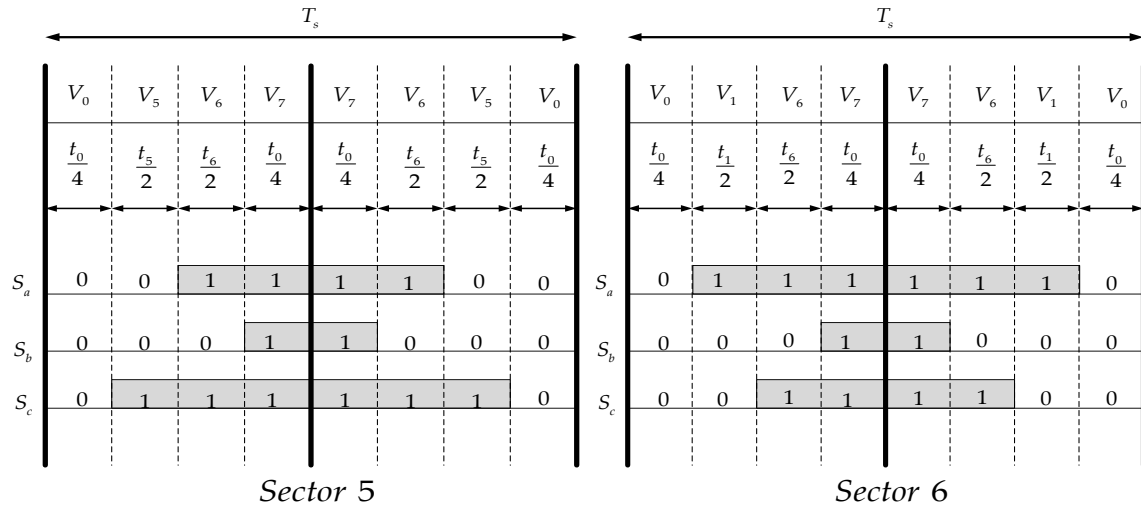 T_s T_s
V_0 V_5 V_6 V_7 V_7 V_6 V_5 V_0 V_0 V_1 V_6 V_7 V_7 V_6 V_1 V_0
t_0/4 t_5/2 t_6/2 t_0/4 t_0/4 t_6/2 t_5/2 t_0/4 t_0/4 t_1/2 t_6/2 t_0/4 t_0/4 t_6/2 t_1/2 t_0/4
S_a 0 0 1 1 1 1 0 0 S_a 0 1 1 1 1 1 1 0
S_b 0 0 0 1 1 0 0 0 S_b 0 0 0 1 1 0 0 0
S_c 0 1 1 1 1 1 1 0 S_c 0 0 1 1 1 1 0 0
Sector 5 Sector 6